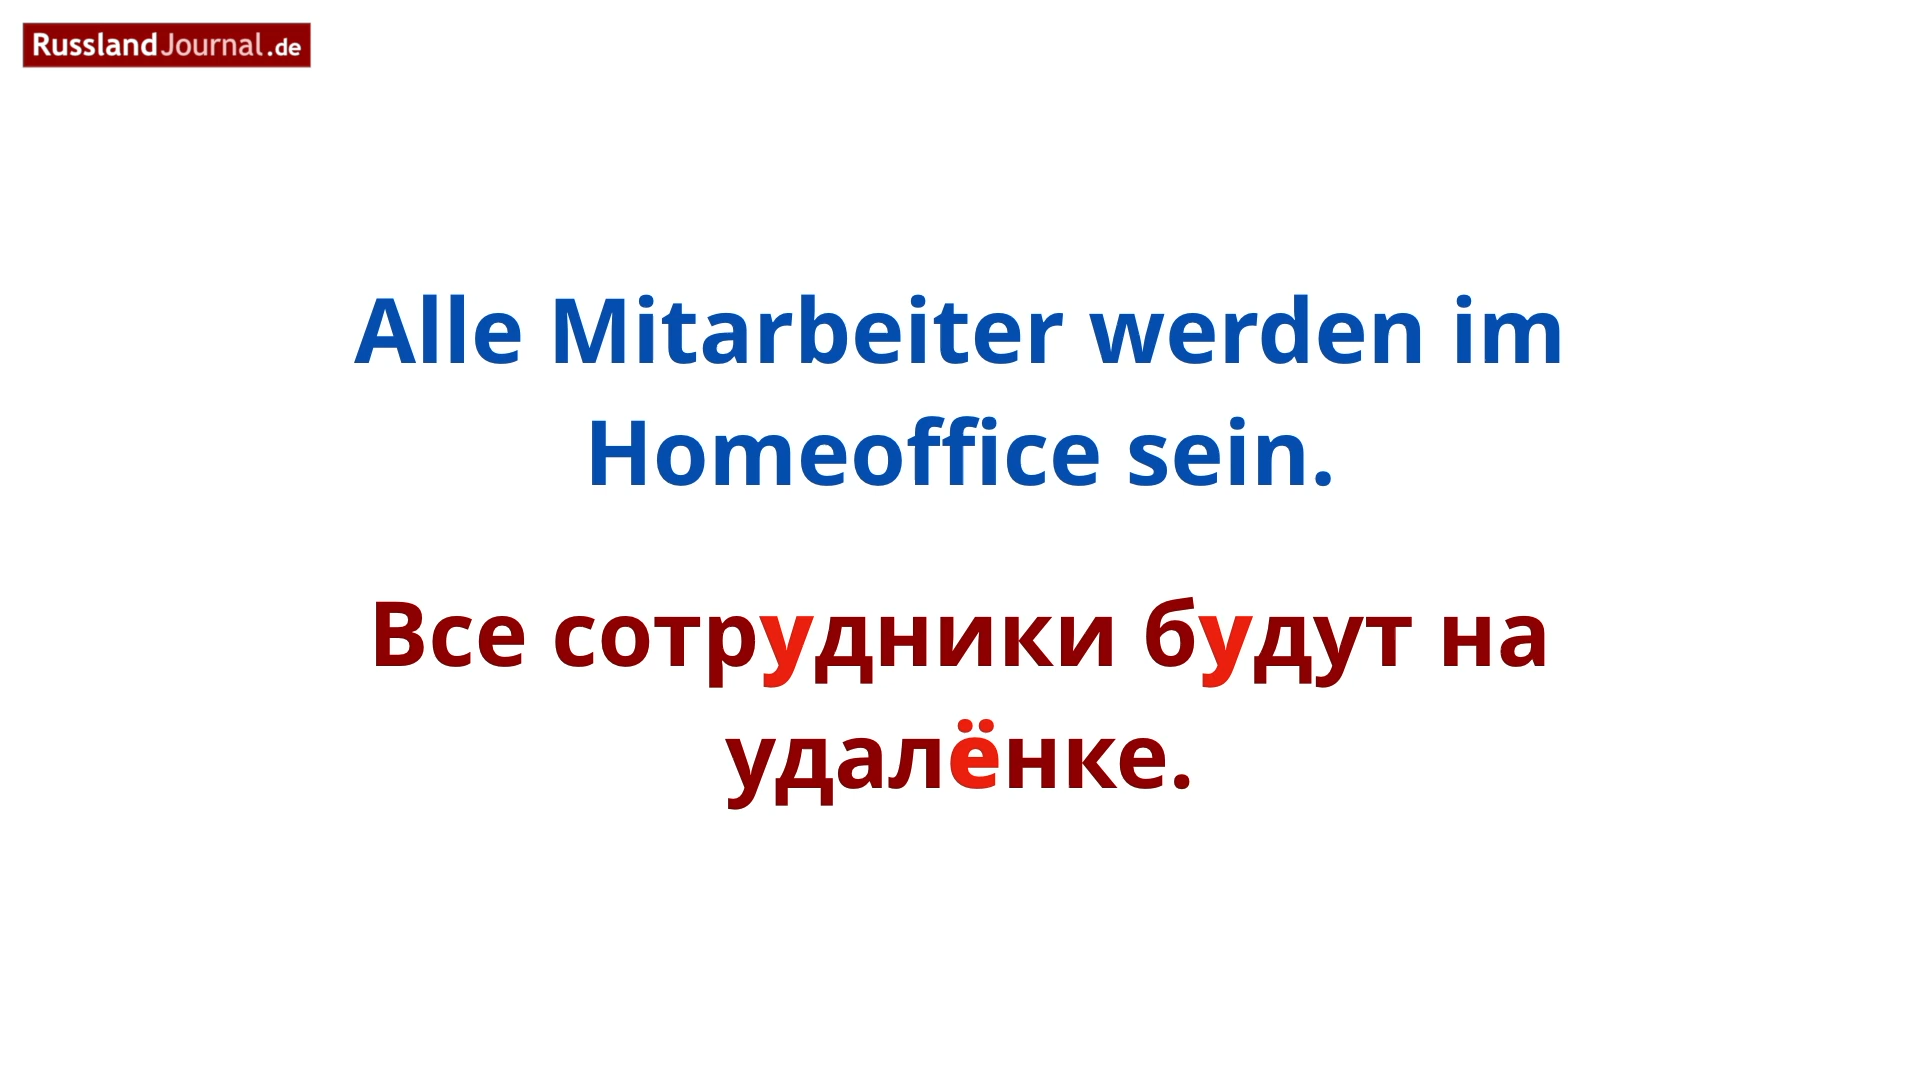 RusslandJournal.de
Alle Mitarbeiter werden im
Homeoffice sein.
Все сотрудники будут на
удалёнке.